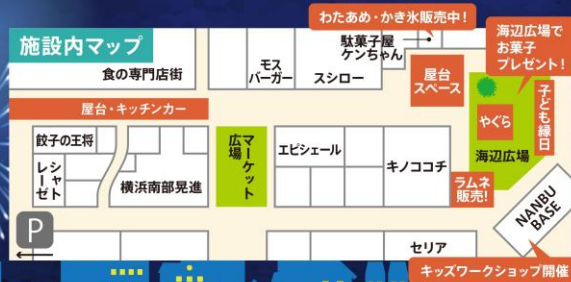 施設内マップ
わたあめ・かき氷販売中!
駄菓子屋
ケンちゃん
海辺広場で
お菓子
プレゼント!
食の専門店街
モス
バーガー
スシロー
屋台
スペース
やぐら
子ども縁日
海辺広場
屋台・キッチンカー
餃子の王将
シャト
レーゼ
横浜南部晃進
マーケット
広場
エピシェール
キノココチ
ラムネ
販売!
NANBU
BASE
P
セリア
キッズワークショップ開催